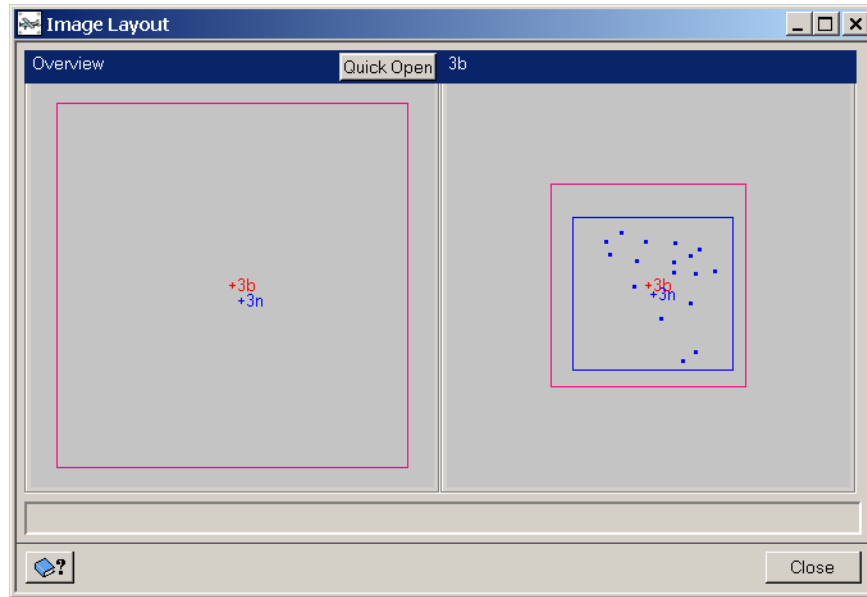 Image Layout
Overview
Quick Open
3b
+3b
+3n
+3b
+3n
?
Close